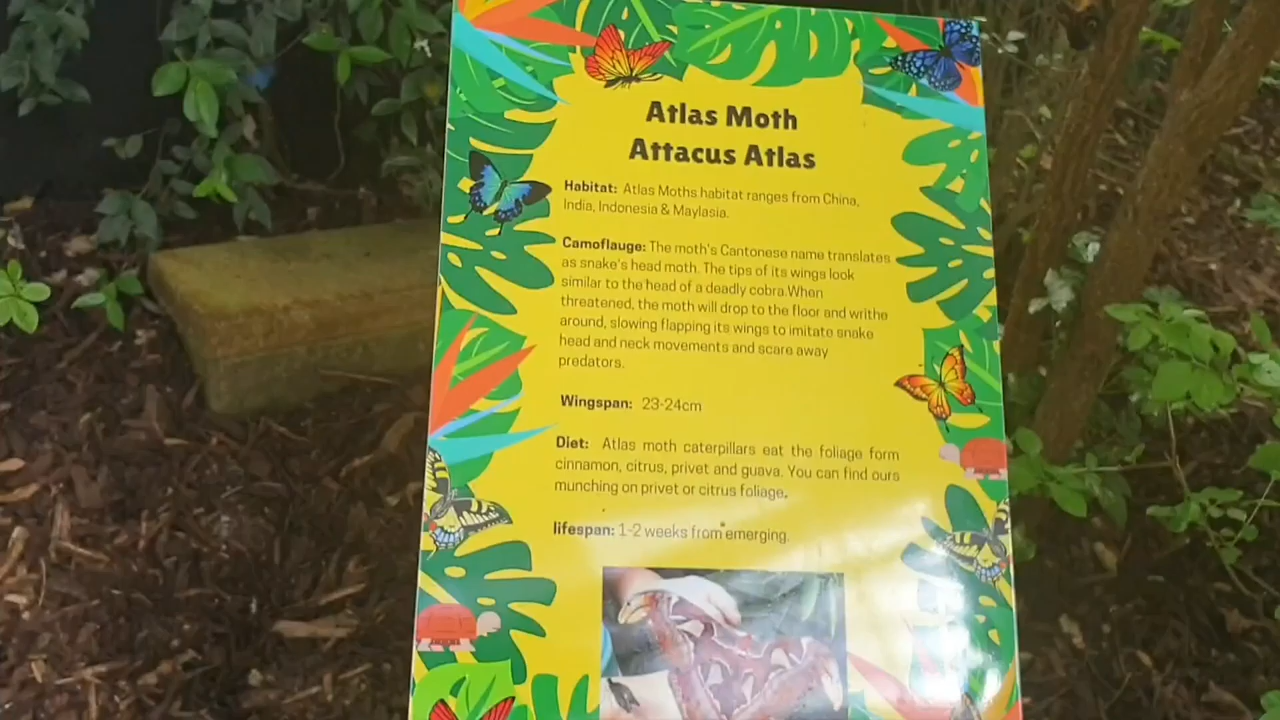 Atlas Moth
Attacus Atlas
Habitat: Atlas Moths habitat ranges from China,
India, Indonesia & Maylasia.
Camoflauge: The moth's Cantonese name translates
as snake's head moth. The tips of its wings look
similar to the head of a deadly cobra.When
threatened, the moth will drop to the floor and writhe
around, slowing flapping its wings to imitate snake
head and neck movements and scare away
predators.
Wingspan: 23-24cm
Diet: Atlas moth caterpillars eat the foliage form
cinnamon, citrus, privet and guava. You can find ours
munching on privet or citrus foliage.
lifespan: 1-2 weeks from emerging.